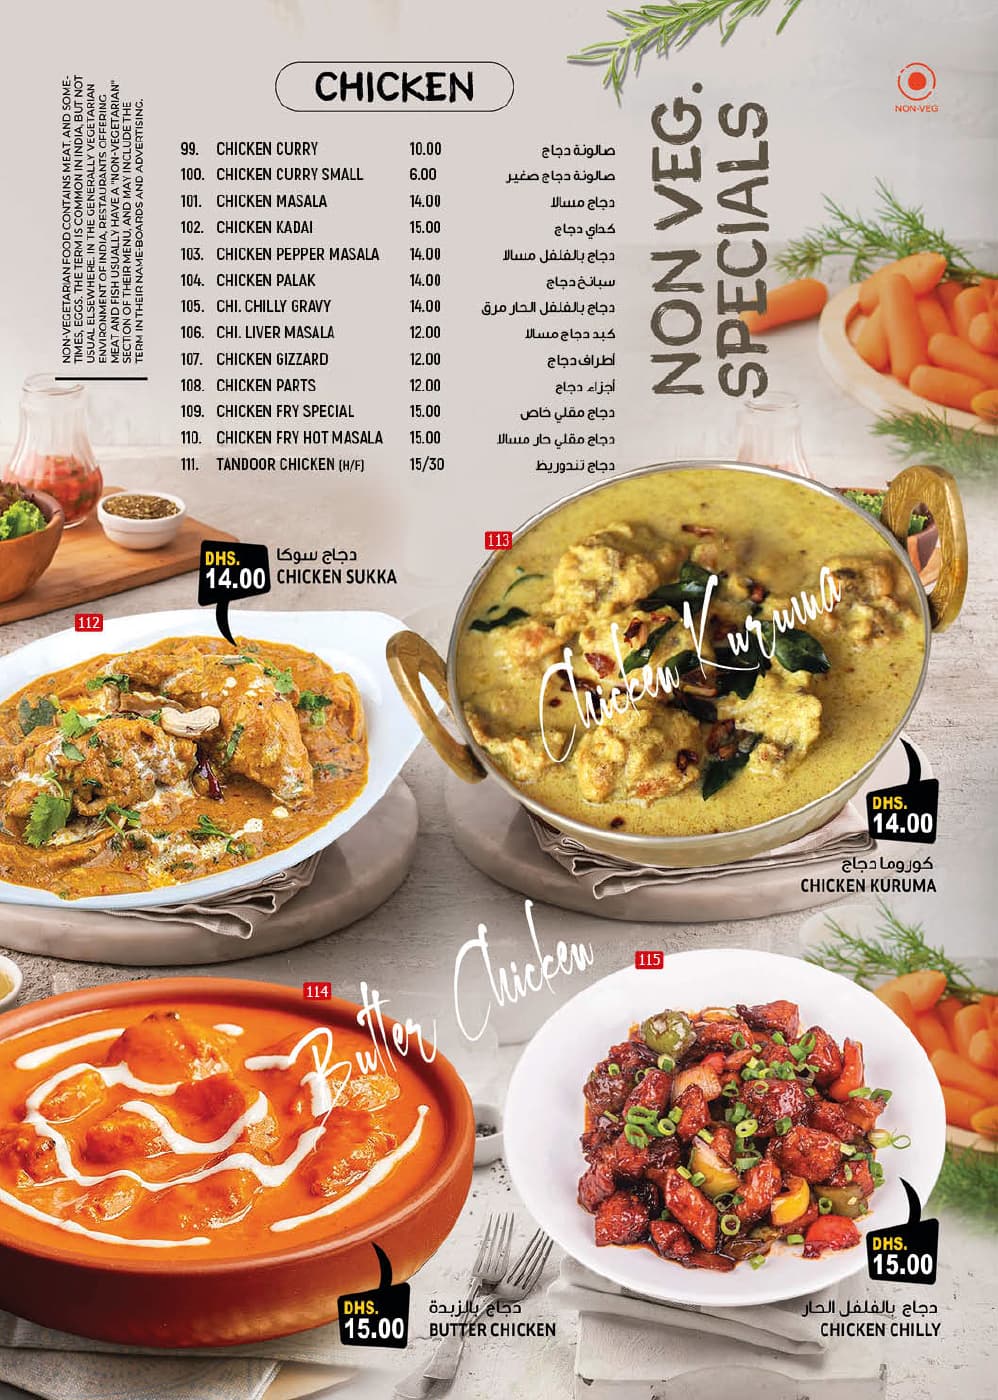 NON-VEG
NON VEG.
SPECIALS
NON-VEGETARIAN FOOD CONTAINS MEAT, AND SOME-
TIMES, EGGS. THE TERM IS COMMON IN INDIA, BUT NOT
USUAL ELSEWHERE. IN THE GENERALLY VEGETARIAN
ENVIRONMENT OF INDIA, RESTAURANTS OFFERING
MEAT AND FISH USUALLY HAVE A "NON-VEGETARIAN"
SECTION OF THEIR MENU, AND MAY INCLUDE THE
TERM IN THEIR NAME-BOARDS AND ADVERTISING.
CHICKEN
99. CHICKEN CURRY 10.00 صالونة دجاج
100. CHICKEN CURRY SMALL 6.00 صالونة دجاج صغير
101. CHICKEN MASALA 14.00 دجاج مسالا
102. CHICKEN KADAI 15.00 كداي دجاج
103. CHICKEN PEPPER MASALA 14.00 دجاج بالفلفل مسالا
104. CHICKEN PALAK 14.00 سبانخ دجاج
105. CHI. CHILLY GRAVY 14.00 دجاج بالفلفل الحار مرق
106. CHI. LIVER MASALA 12.00 كبد دجاج مسالا
107. CHICKEN GIZZARD 12.00 أطراف دجاج
108. CHICKEN PARTS 12.00 أجزاء دجاج
109. CHICKEN FRY SPECIAL 15.00 دجاج مقلي خاص
110. CHICKEN FRY HOT MASALA 15.00 دجاج مقلي حار مسالا
111. TANDOOR CHICKEN (H/F) 15/30 دجاج تندوريظ
112
DHS.
14.00
دجاج سوكا
CHICKEN SUKKA
113
Chicken Kuruma
DHS.
14.00
كوروما دجاج
CHICKEN KURUMA
114
Butter Chicken
DHS.
15.00
دجاج بالزبدة
BUTTER CHICKEN
115
DHS.
15.00
دجاج بالفلفل الحار
CHICKEN CHILLY